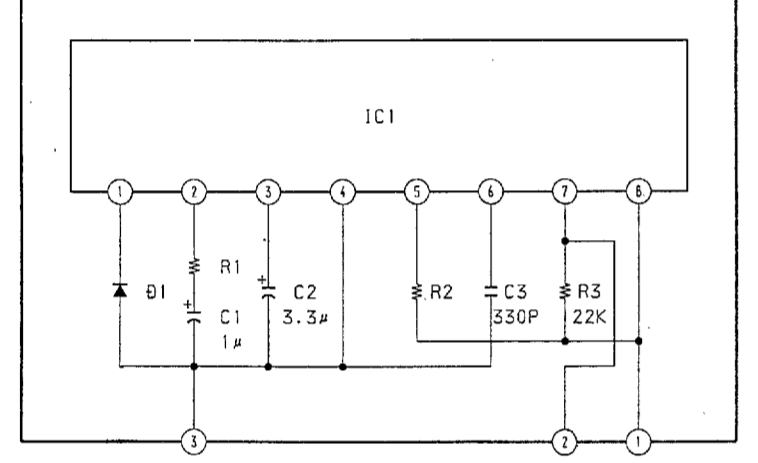 IC1
1 2 3 4 5 6 7 8
R1
+
D1
+
C1
1μ
C2
3.3μ
R2
C3
330P
R3
22K
3 2 1